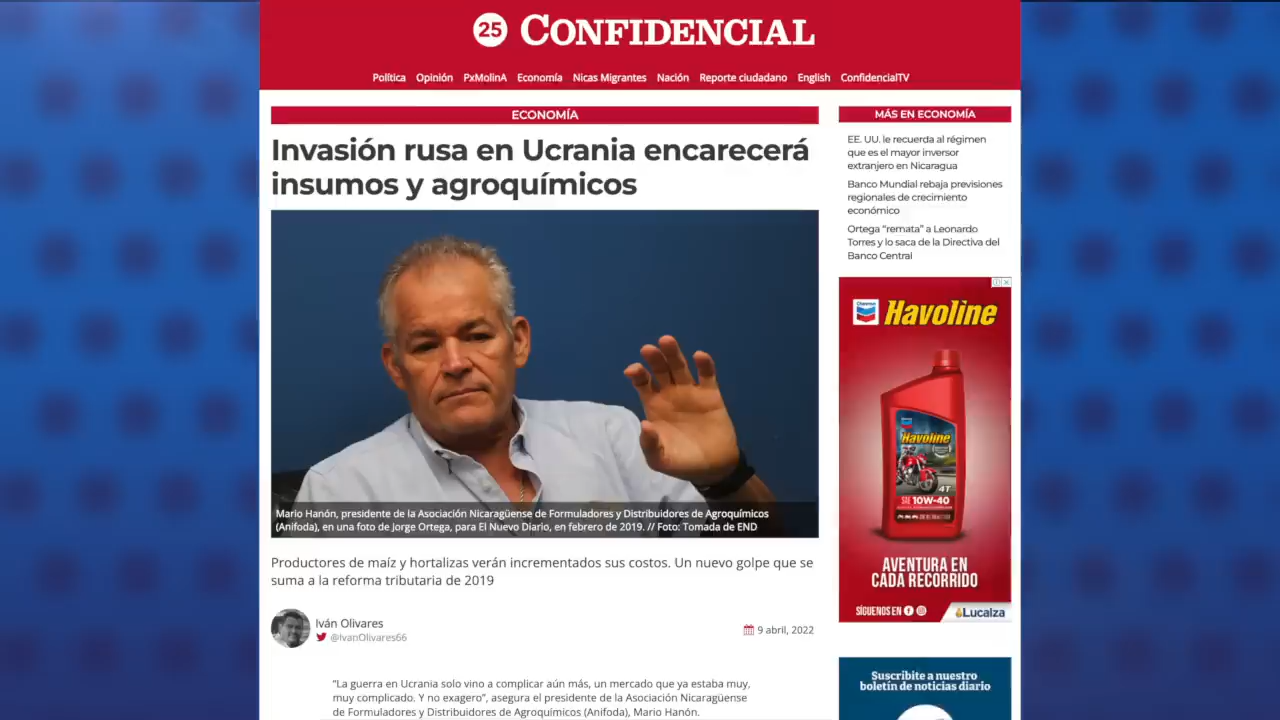 25 CONFIDENCIAL
Política Opinión PxMolinA Economía Nicas Migrantes Nación Reporte ciudadano English ConfidencialTV
ECONOMÍA
Invasión rusa en Ucrania encarecerá
insumos y agroquímicos
Mario Hanón, presidente de la Asociación Nicaragüense de Formuladores y Distribuidores de Agroquímicos
(Anifoda), en una foto de Jorge Ortega, para El Nuevo Diario, en febrero de 2019. // Foto: Tomada de END
Productores de maíz y hortalizas verán incrementados sus costos. Un nuevo golpe que se
suma a la reforma tributaria de 2019
Iván Olivares
@IvanOlivares66
9 abril, 2022
“La guerra en Ucrania solo vino a complicar aún más, un mercado que ya estaba muy,
muy complicado. Y no exagero”, asegura el presidente de la Asociación Nicaragüense
de Formuladores y Distribuidores de Agroquímicos (Anifoda), Mario Hanón.
MÁS EN ECONOMÍA
EE. UU. le recuerda al régimen
que es el mayor inversor
extranjero en Nicaragua
Banco Mundial rebaja previsiones
regionales de crecimiento
económico
Ortega “remata” a Leonardo
Torres y lo saca de la Directiva del
Banco Central
Chevron
Havoline
Havoline
4T
SAE 10W-40
AVENTURA EN
CADA RECORRIDO
SÍGUENOS EN
Lucalza
Suscribite a nuestro
boletín de noticias diario